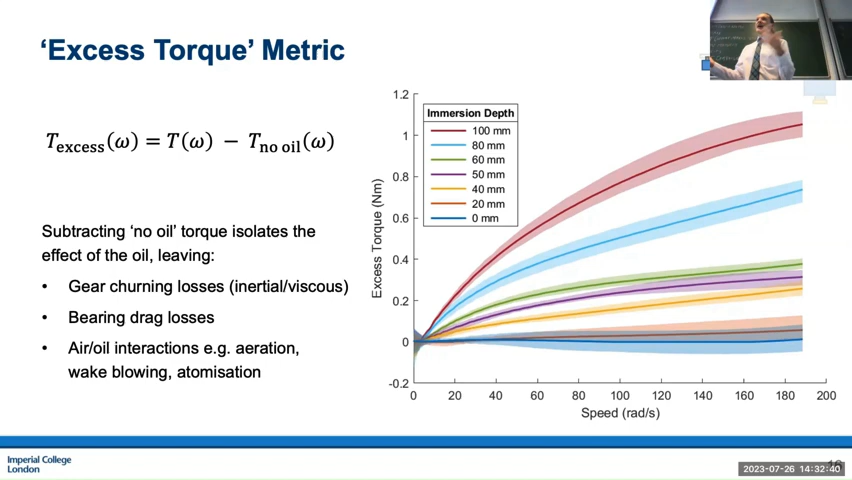 ‘Excess Torque’ Metric
T_excess(ω) = T(ω) − T_no oil(ω)
Subtracting ‘no oil’ torque isolates the
effect of the oil, leaving:
• Gear churning losses (inertial/viscous)
• Bearing drag losses
• Air/oil interactions e.g. aeration,
wake blowing, atomisation
Excess Torque (Nm)
1.2
1
0.8
0.6
0.4
0.2
0
-0.2
Immersion Depth
100 mm
80 mm
60 mm
50 mm
40 mm
20 mm
0 mm
0 20 40 60 80 100 120 140 160 180 200
Speed (rad/s)
Imperial College
London
2023-07-26 14:32:40